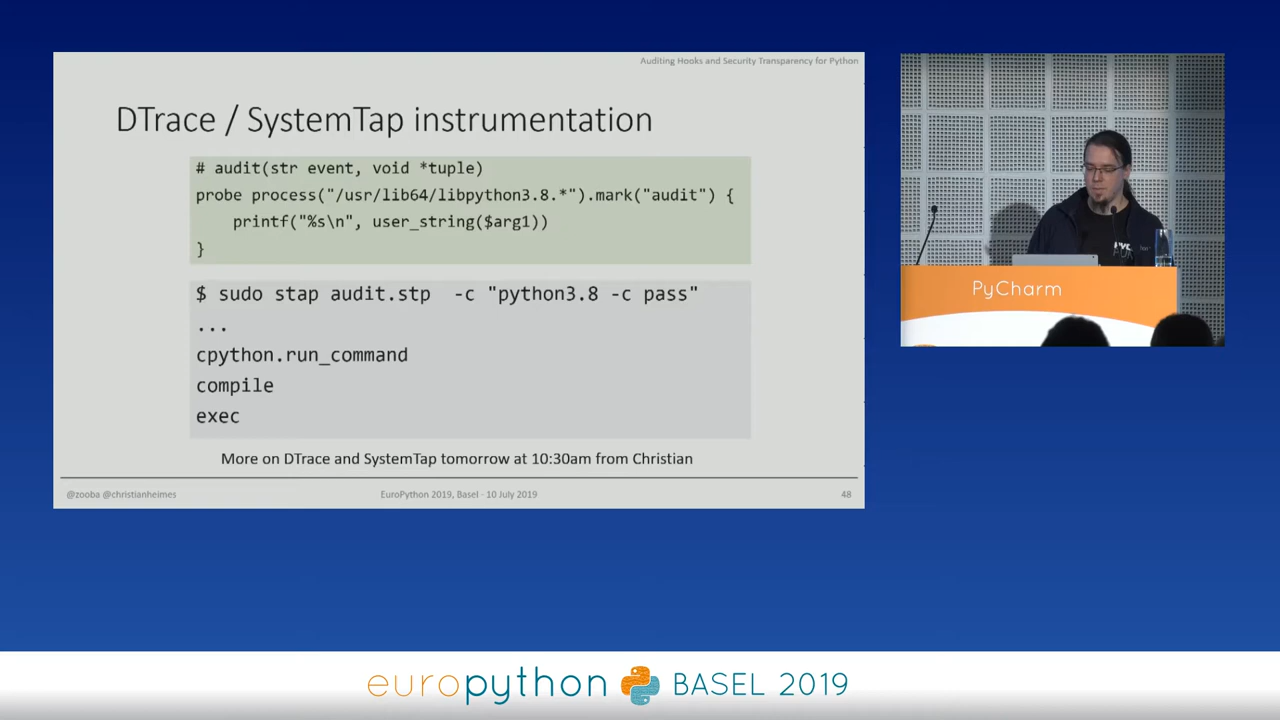 Auditing Hooks and Security Transparency for Python
DTrace / SystemTap instrumentation
# audit(str event, void *tuple)
probe process("/usr/lib64/libpython3.8.*").mark("audit") {
printf("%s\n", user_string($arg1))
}
$ sudo stap audit.stp -c "python3.8 -c pass"
...
cpython.run_command
compile
exec
More on DTrace and SystemTap tomorrow at 10:30am from Christian
@zooba @christianheimes
EuroPython 2019, Basel - 10 July 2019
48
PyCharm
europython BASEL 2019